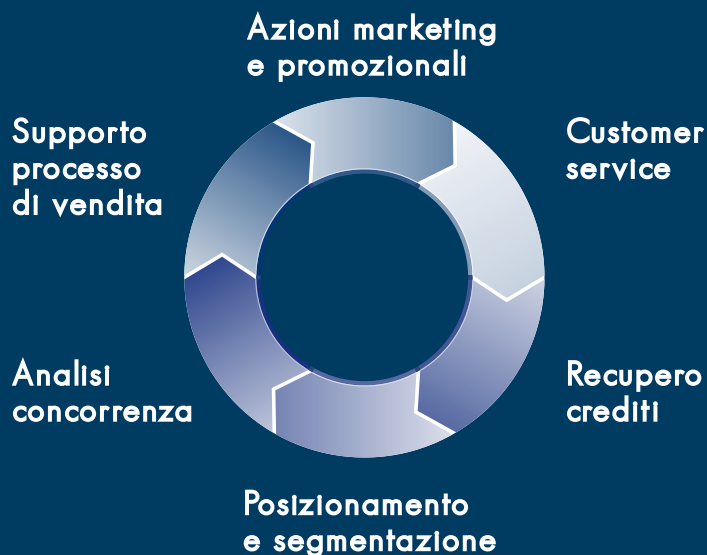 Azioni marketing
e promozionali
Customer
service
Recupero
crediti
Posizionamento
e segmentazione
Analisi
concorrenza
Supporto
processo
di vendita